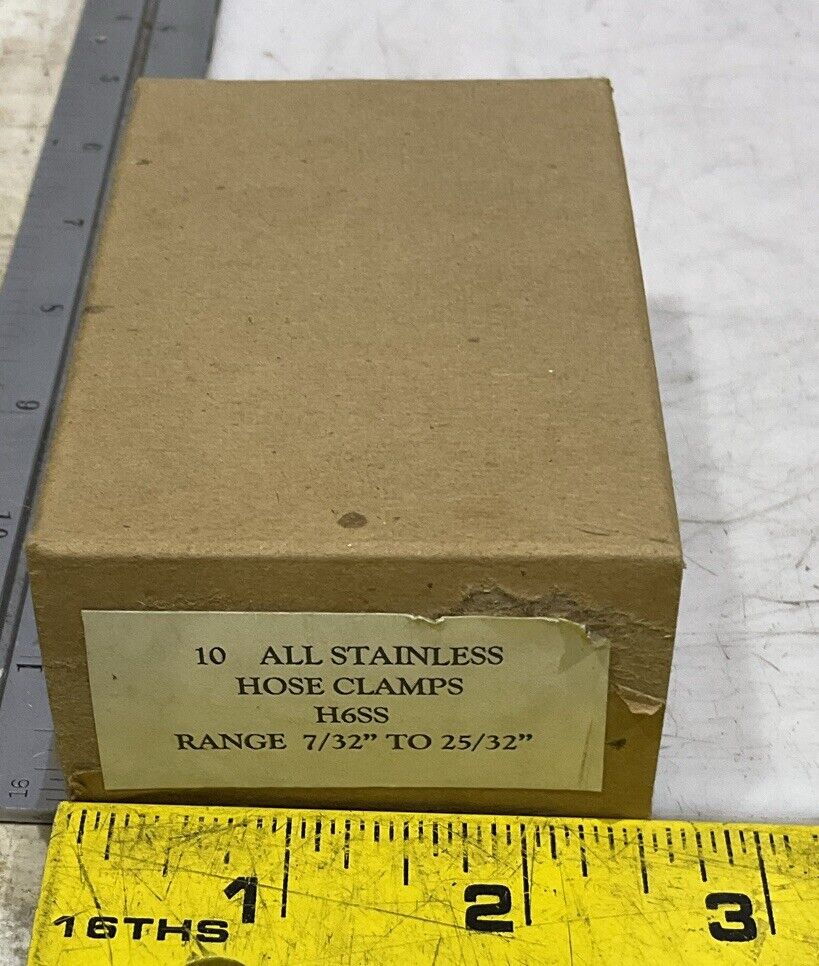 10 ALL STAINLESS
HOSE CLAMPS
H6SS
RANGE 7/32” TO 25/32”
1 2 3
16THS